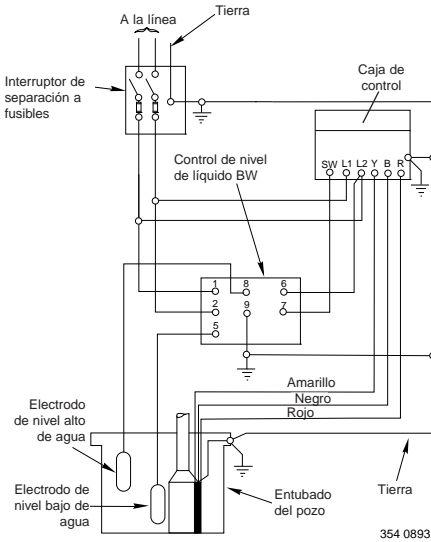 A la línea
Tierra
Interruptor de
separación a
fusibles
Caja de
control
Control de nivel
de líquido BW
SW L1 L2 Y B R
1 8 6
2 9 7
5
Amarillo
Negro
Rojo
Electrodo
de nivel alto
de agua
Electrodo de
nivel bajo de
agua
Entubado
del pozo
Tierra
354 0893